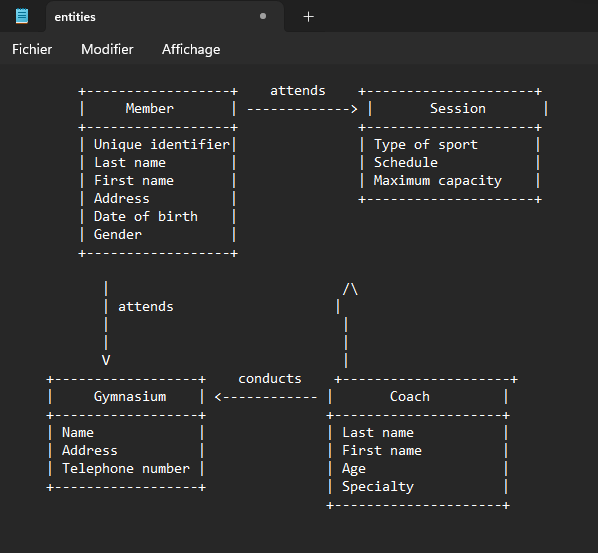 entities
Fichier Modifier Affichage
+------------------+ attends +---------------------+
| Member | -------------> | Session |
+------------------+ +---------------------+
| Unique identifier| | Type of sport |
| Last name | | Schedule |
| First name | | Maximum capacity |
| Address | +---------------------+
| Date of birth |
| Gender |
+------------------+
| /\
| attends |
| |
| |
V |
+------------------+ conducts +---------------------+
| Gymnasium | <------------ | Coach |
+------------------+ +---------------------+
| Name | | Last name |
| Address | | First name |
| Telephone number | | Age |
+------------------+ | Specialty |
+---------------------+